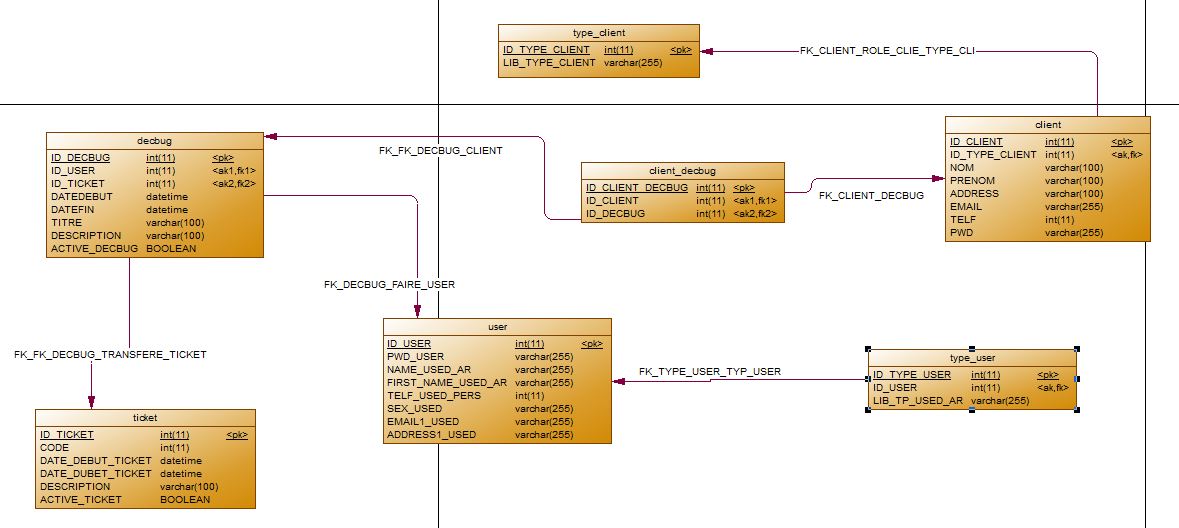 type_client
ID_TYPE_CLIENT int(11) <pk>
LIB_TYPE_CLIENT varchar(255)
FK_CLIENT_ROLE_CLIE_TYPE_CLI
decbug
ID_DECBUG int(11) <pk>
ID_USER int(11) <ak1,fk1>
ID_TICKET int(11) <ak2,fk2>
DATEDEBUT datetime
DATEFIN datetime
TITRE varchar(100)
DESCRIPTION varchar(100)
ACTIVE_DECBUG BOOLEAN
FK_FK_DECBUG_CLIENT
client_decbug
ID_CLIENT_DECBUG int(11) <pk>
ID_CLIENT int(11) <ak1,fk1>
ID_DECBUG int(11) <ak2,fk2>
FK_CLIENT_DECBUG
client
ID_CLIENT int(11) <pk>
ID_TYPE_CLIENT int(11) <ak,fk>
NOM varchar(100)
PRENOM varchar(100)
ADDRESS varchar(100)
EMAIL varchar(255)
TELF int(11)
PWD varchar(255)
FK_DECBUG_FAIRE_USER
user
ID_USER int(11) <pk>
PWD_USER varchar(255)
NAME_USED_AR varchar(255)
FIRST_NAME_USED_AR varchar(255)
TELF_USED_PERS int(11)
SEX_USED varchar(255)
EMAIL1_USED varchar(255)
ADDRESS1_USED varchar(255)
FK_TYPE_USER_TYP_USER
type_user
ID_TYPE_USER int(11) <pk>
ID_USER int(11) <ak,fk>
LIB_TP_USED_AR varchar(255)
FK_FK_DECBUG_TRANSFERE_TICKET
ticket
ID_TICKET int(11) <pk>
CODE int(11)
DATE_DEBUT_TICKET datetime
DATE_DUBET_TICKET datetime
DESCRIPTION varchar(100)
ACTIVE_TICKET BOOLEAN